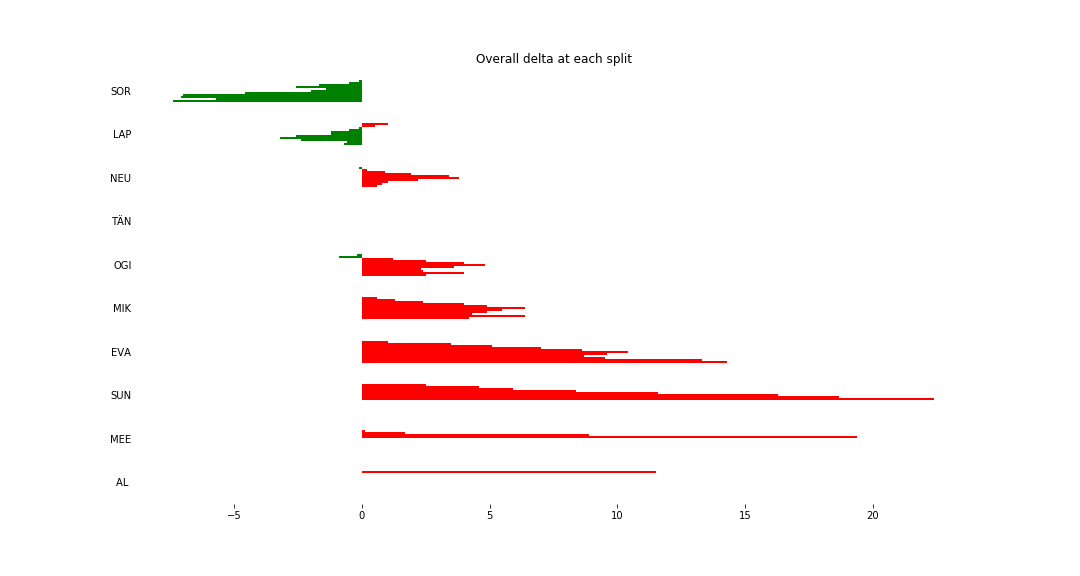 Overall delta at each split
SOR
LAP
NEU
TÄN
OGI
MIK
EVA
SUN
MEE
AL
−5 0 5 10 15 20